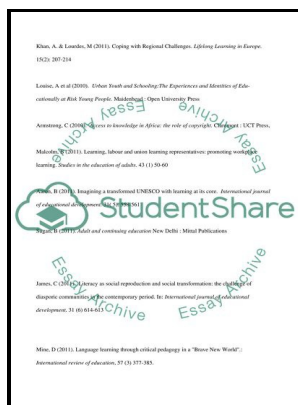 Khan, A. & Lourdes, M (2011). Coping with Regional Challenges. Lifelong Learning in Europe.
15(2): 207-214
Louise, A et al (2010). Urban Youth and Schooling:The Experiences and Identities of Edu-
cationally at Risk Young People. Maidenhead : Open University Press
Armstrong, C (2010). Access to knowledge in Africa: the role of copyright. Claremont : UCT Press,
Malcolm, (2011). Learning, labour and union learning representatives: promoting workplace
learning. Studies in the education of adults, 43 (1) 50-60
B (2011). Imagining a transformed UNESCO with learning at its core. International journal
of educational development,
StudentShare
B (2011). Adult and continuing education New Delhi : Mittal Publications
James, C (2011). Literacy as social reproduction and social transformation: the challenge of
diasporic communities in the contemporary period. In: International journal of educational
development, 31 (6) 614-615
Mine, D (2011). Language learning through critical pedagogy in a "Brave New World".:
International review of education, 57 (3) 377-385.
Essay Archive
Essay Archive
Essay Archive
Essay Archive